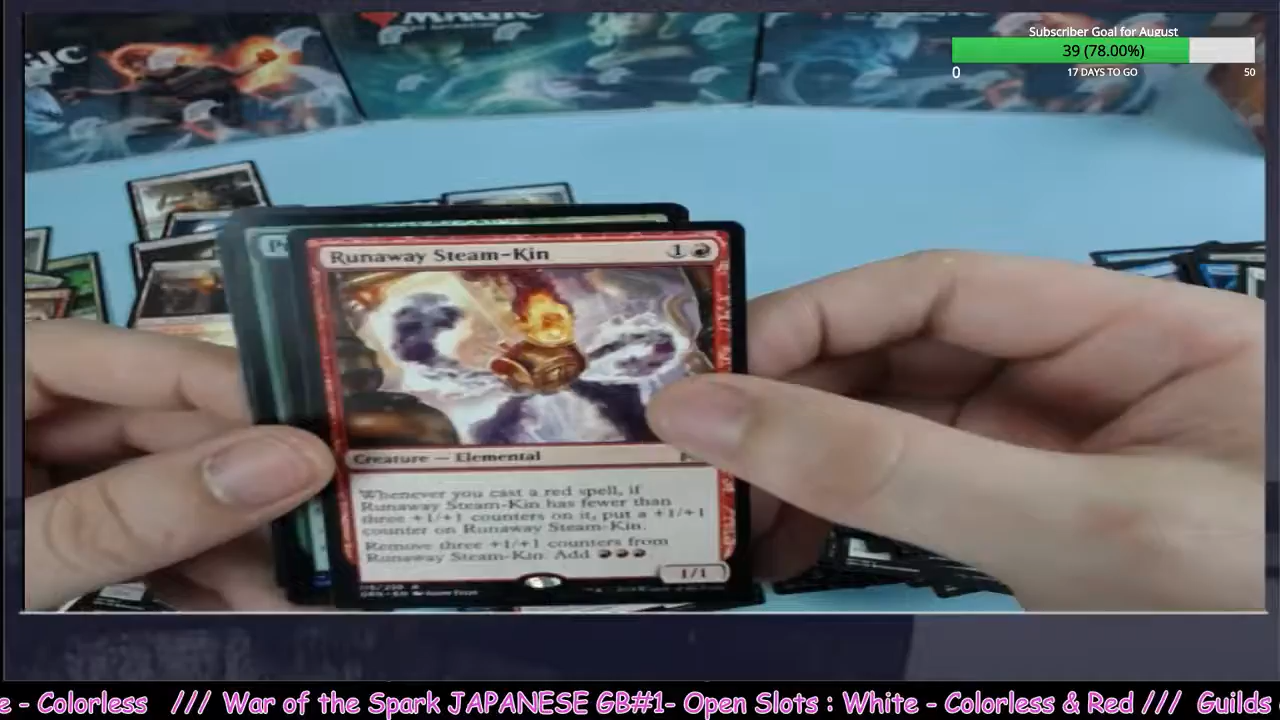 MAGIC
Subscriber Goal for August
39 (78.00%)
0 17 DAYS TO GO 50
Runaway Steam-Kin 1
Creature — Elemental
Whenever you cast a red spell, if
Runaway Steam-Kin has fewer than
three +1/+1 counters on it, put a +1/+1
counter on Runaway Steam-Kin.
Remove three +1/+1 counters from
Runaway Steam-Kin: Add
1/1
e - Colorless /// War of the Spark JAPANESE GB#1- Open Slots : White - Colorless & Red /// Guilds